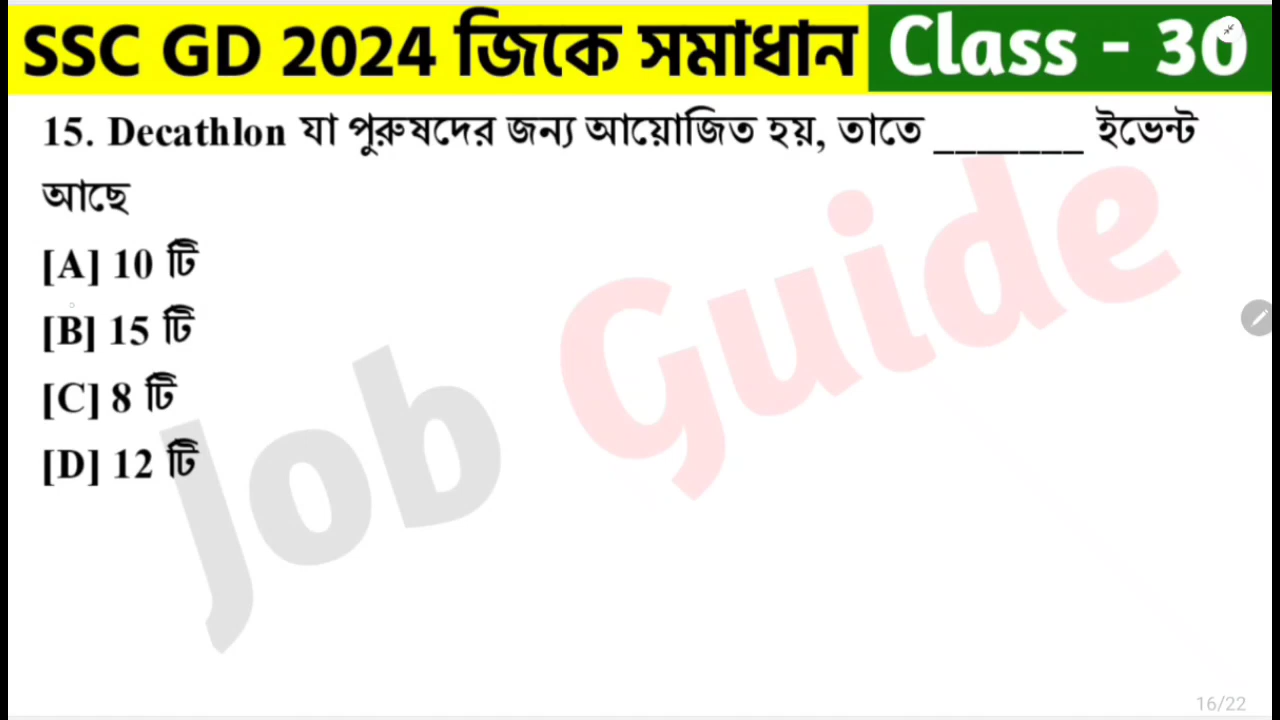 SSC GD 2024 জিকে সমাধান Class - 30
15. Decathlon যা পুরুষদের জন্য আয়োজিত হয়, তাতে _______ ইভেন্ট
আছে
[A] 10 টি
[B] 15 টি
[C] 8 টি
[D] 12 টি
Job Guide
16/22